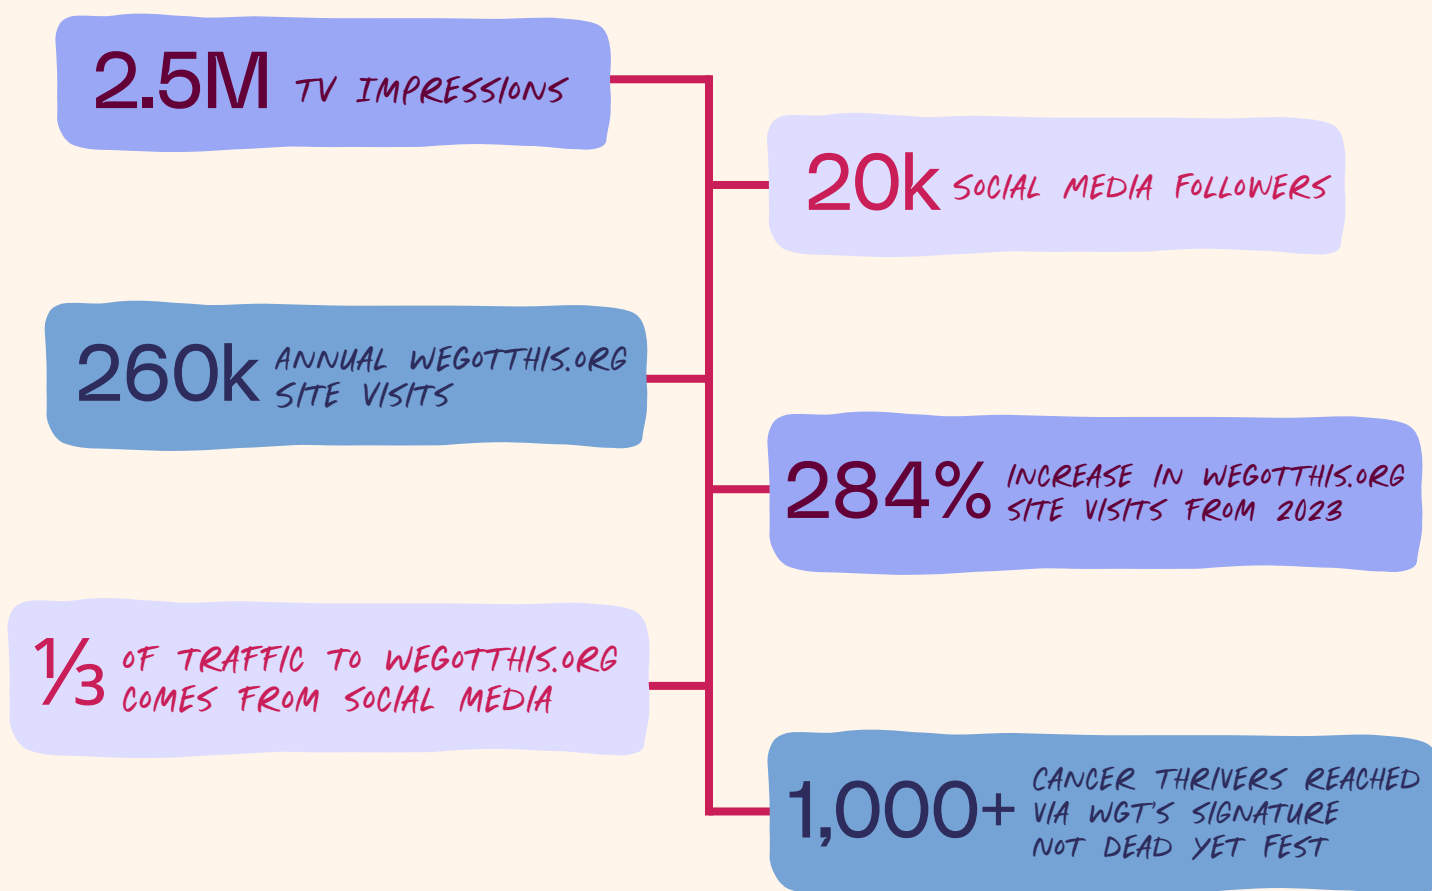 2.5M TV IMPRESSIONS
20k SOCIAL MEDIA FOLLOWERS
260k ANNUAL WEGOTTHIS.ORG
SITE VISITS
284% INCREASE IN WEGOTTHIS.ORG
SITE VISITS FROM 2023
⅓ OF TRAFFIC TO WEGOTTHIS.ORG
COMES FROM SOCIAL MEDIA
1,000+ CANCER THRIVERS REACHED
VIA WGT'S SIGNATURE
NOT DEAD YET FEST